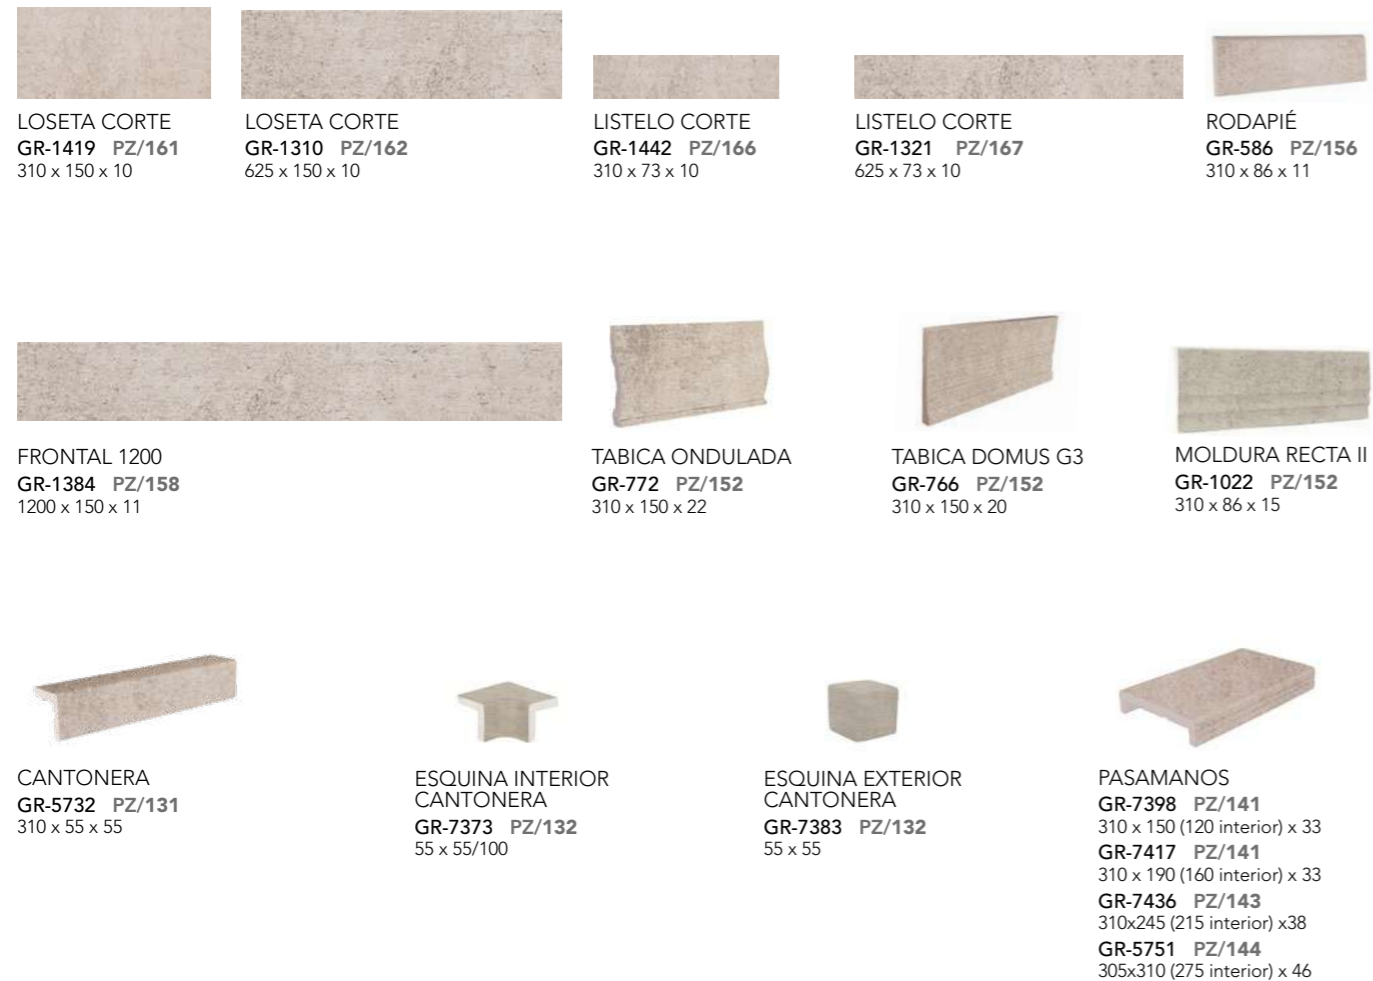 LOSETA CORTE
GR-1419 PZ/161
310 x 150 x 10
LOSETA CORTE
GR-1310 PZ/162
625 x 150 x 10
LISTELO CORTE
GR-1442 PZ/166
310 x 73 x 10
LISTELO CORTE
GR-1321 PZ/167
625 x 73 x 10
RODAPIÉ
GR-586 PZ/156
310 x 86 x 11
FRONTAL 1200
GR-1384 PZ/158
1200 x 150 x 11
TABICA ONDULADA
GR-772 PZ/152
310 x 150 x 22
TABICA DOMUS G3
GR-766 PZ/152
310 x 150 x 20
MOLDURA RECTA II
GR-1022 PZ/152
310 x 86 x 15
CANTONERA
GR-5732 PZ/131
310 x 55 x 55
ESQUINA INTERIOR
CANTONERA
GR-7373 PZ/132
55 x 55/100
ESQUINA EXTERIOR
CANTONERA
GR-7383 PZ/132
55 x 55
PASAMANOS
GR-7398 PZ/141
310 x 150 (120 interior) x 33
GR-7417 PZ/141
310 x 190 (160 interior) x 33
GR-7436 PZ/143
310x245 (215 interior) x38
GR-5751 PZ/144
305x310 (275 interior) x 46